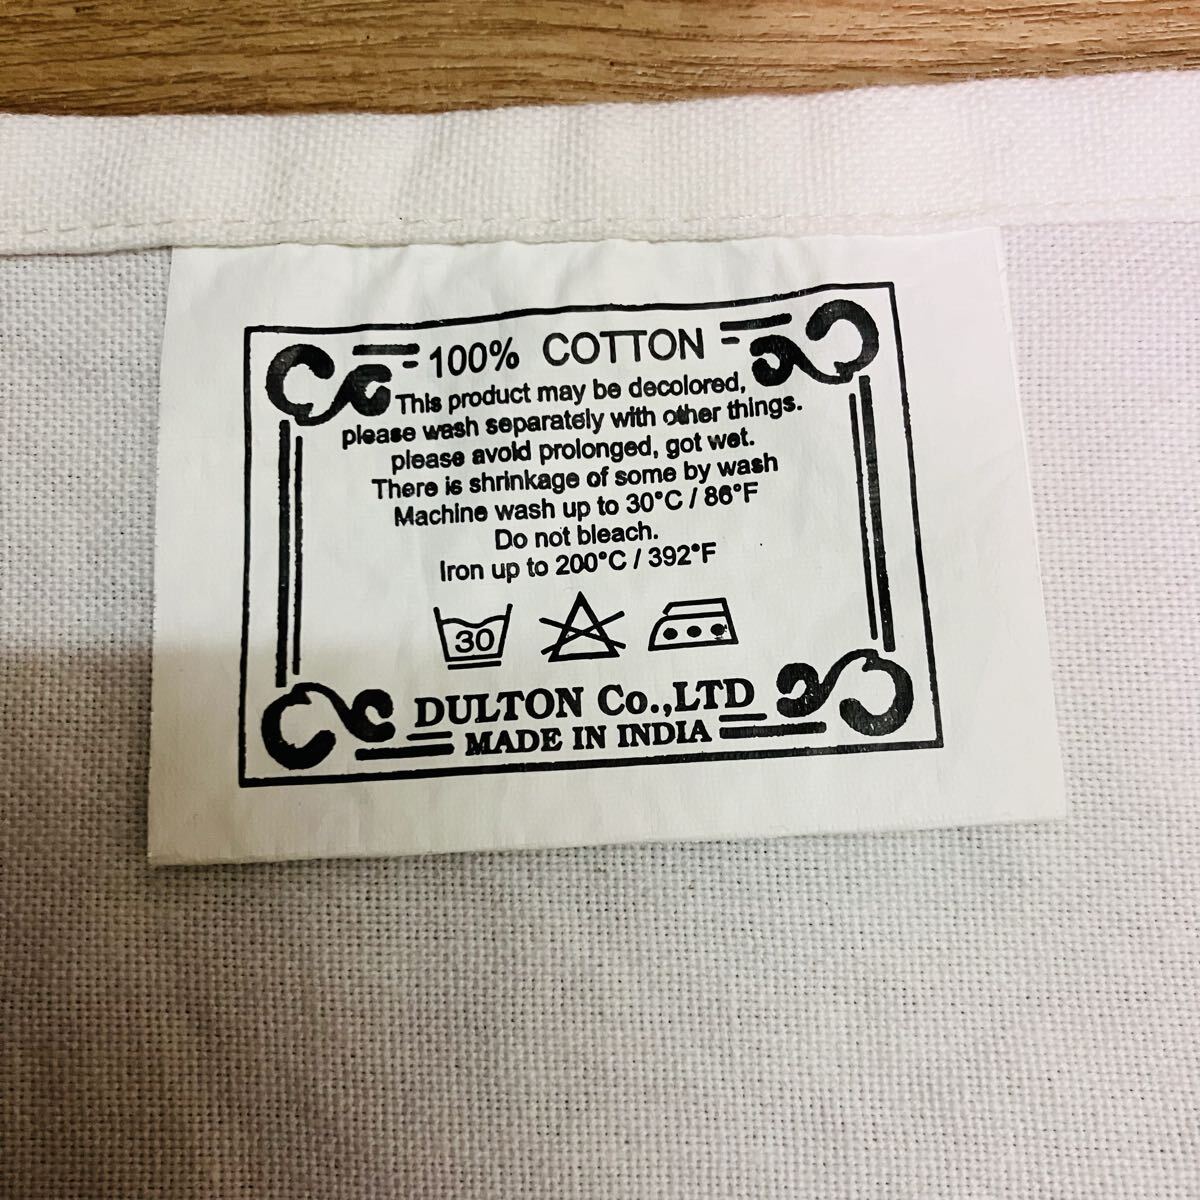 100% COTTON
This product may be decolored,
please wash separately with other things.
please avoid prolonged, got wet.
There is shrinkage of some by wash
Machine wash up to 30°C / 86°F
Do not bleach.
Iron up to 200°C / 392°F
30
DULTON Co.,LTD
MADE IN INDIA